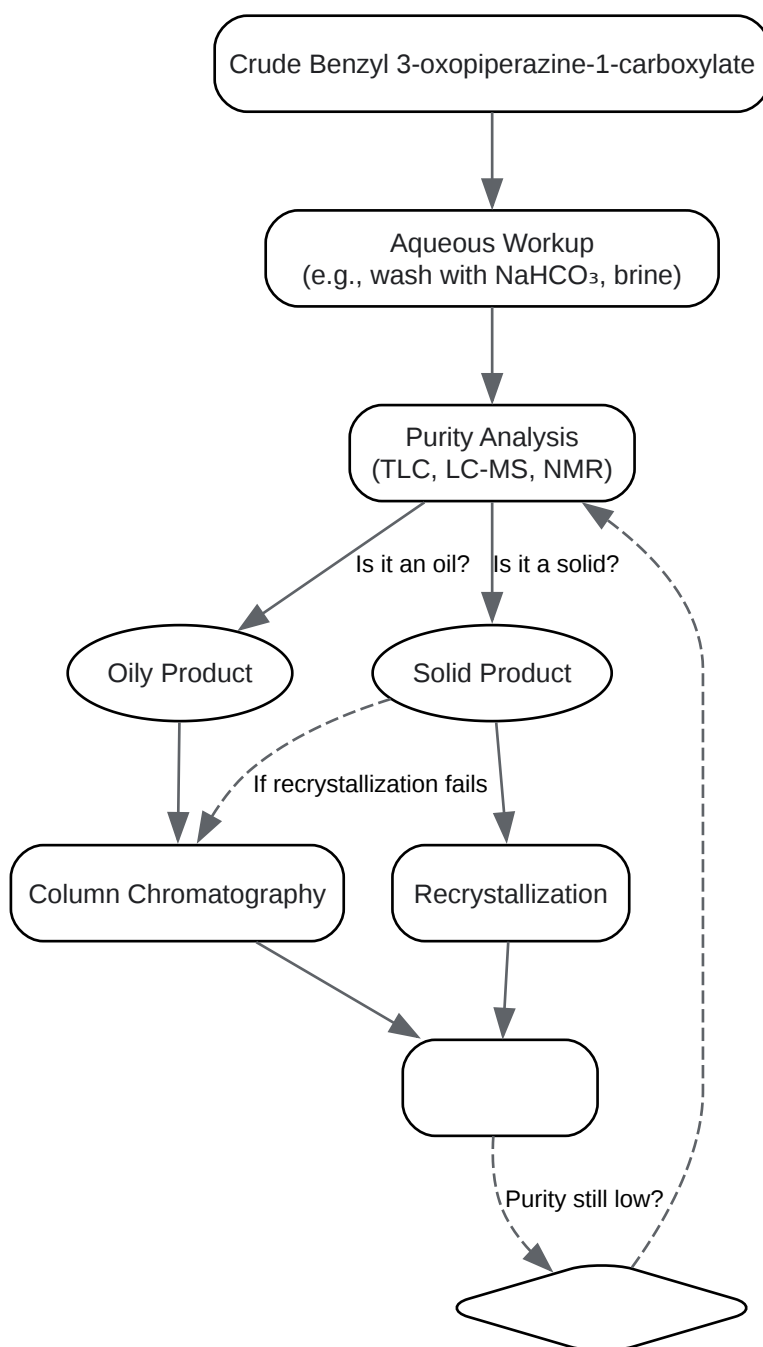 Crude Benzyl 3-oxopiperazine-1-carboxylate
Aqueous Workup
(e.g., wash with NaHCO₃, brine)
Purity Analysis
(TLC, LC-MS, NMR)
Is it an oil?
Is it a solid?
Oily Product
Solid Product
If recrystallization fails
Column Chromatography
Recrystallization
Purity still low?